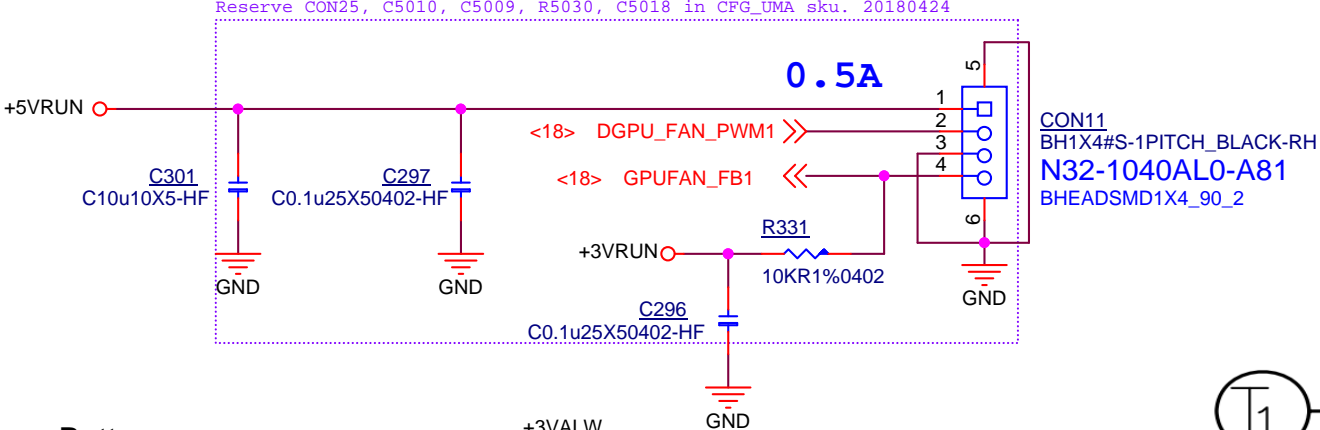 Reserve CON25, C5010, C5009, R5030, C5018 in CFG_UMA sku. 20180424
0.5A
5
+5VRUN
1
CON11
<18> DGPU_FAN_PWM1
2
BH1X4#S-1PITCH_BLACK-RH
3
N32-1040AL0-A81
<18> GPUFAN_FB1
4
BHEADSMD1X4_90_2
C301
C10u10X5-HF
C297
C0.1u25X50402-HF
6
R331
+3VRUN
10KR1%0402
GND
GND
GND
C296
C0.1u25X50402-HF
GND
+3VALW
T1